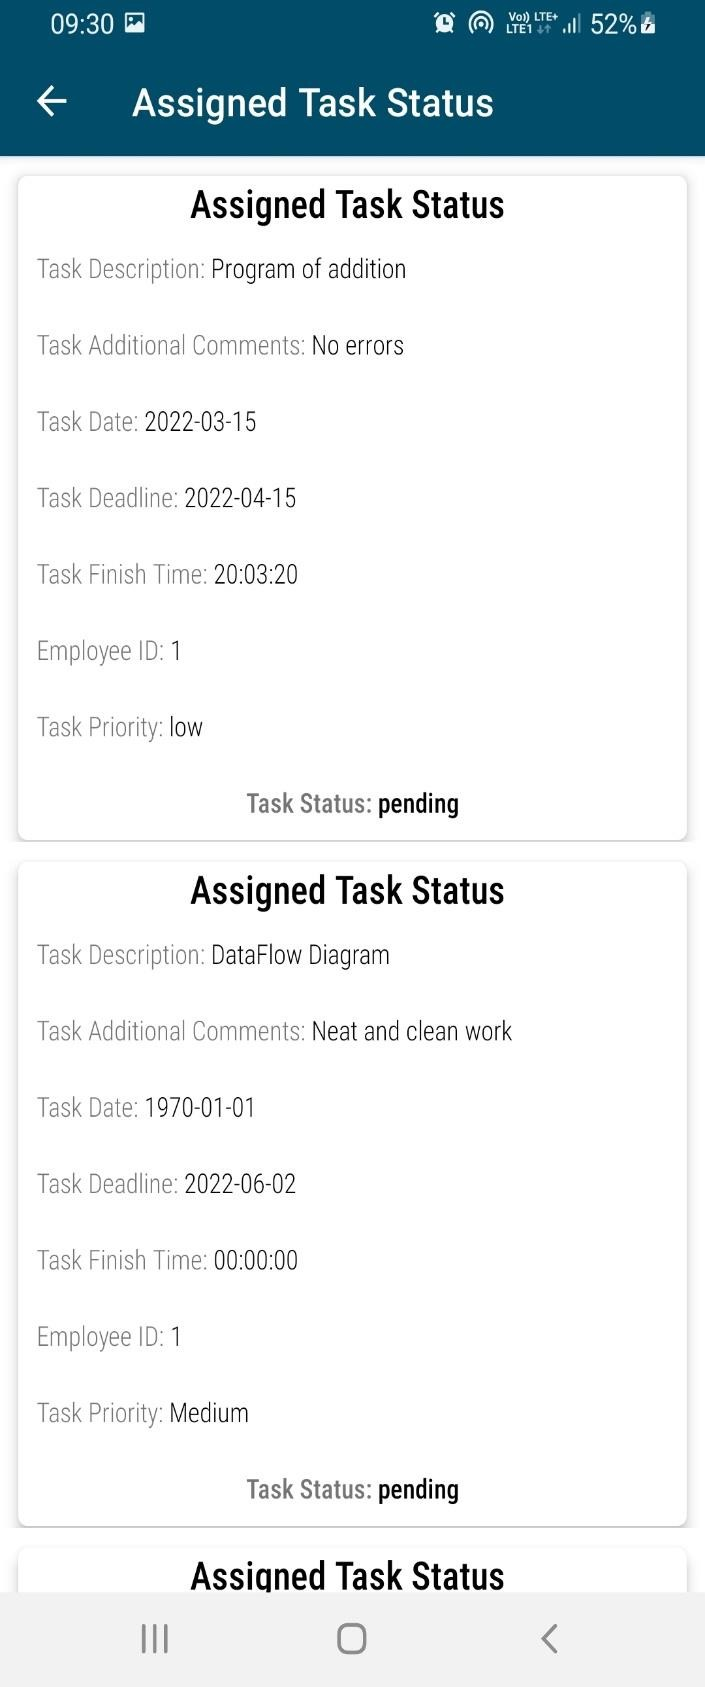 09:30 Vo) LTE+ LTE1 52%
Assigned Task Status
Assigned Task Status
Task Description: Program of addition
Task Additional Comments: No errors
Task Date: 2022-03-15
Task Deadline: 2022-04-15
Task Finish Time: 20:03:20
Employee ID: 1
Task Priority: low
Task Status: pending
Assigned Task Status
Task Description: DataFlow Diagram
Task Additional Comments: Neat and clean work
Task Date: 1970-01-01
Task Deadline: 2022-06-02
Task Finish Time: 00:00:00
Employee ID: 1
Task Priority: Medium
Task Status: pending
Assigned Task Status